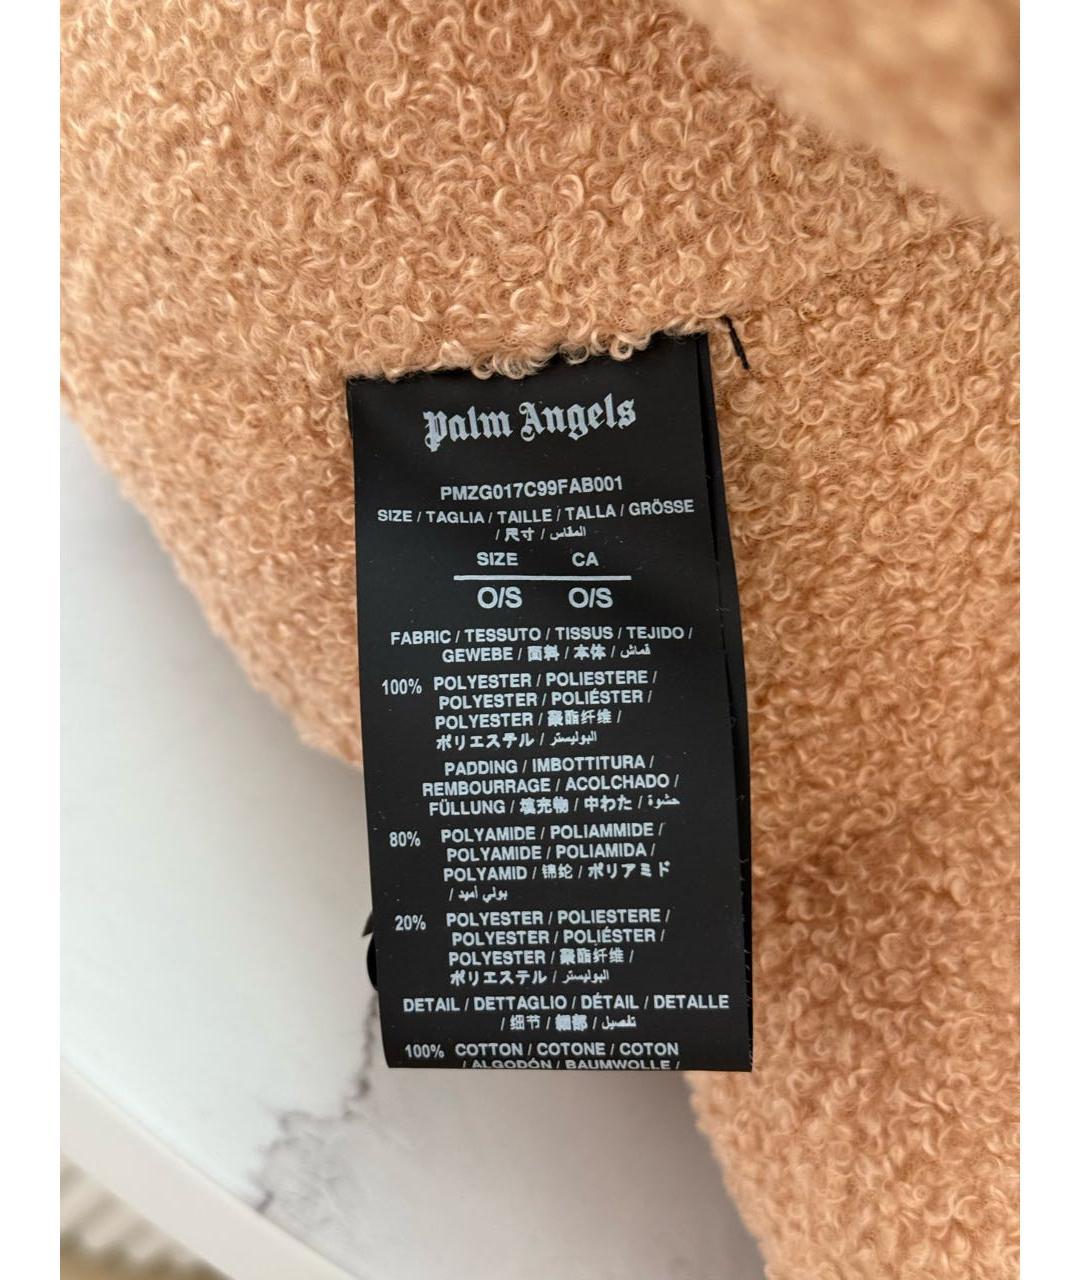 Palm Angels
PMZG017C99FAB001
SIZE / TAGLIA / TAILLE / TALLA / GRÖSSE
/ 尺寸 / المقاس
SIZE CA
O/S O/S
FABRIC / TESSUTO / TISSUS / TEJIDO /
GEWEBE / 面料 / 本体 / قماش
100% POLYESTER / POLIESTERE /
POLYESTER / POLIÉSTER /
POLYESTER / 聚酯纤维 /
ポリエステル / البوليستر
PADDING / IMBOTTITURA /
REMBOURRAGE / ACOLCHADO /
FÜLLUNG / 填充物 / 中わた / حشوة
80% POLYAMIDE / POLIAMMIDE /
POLYAMIDE / POLIAMIDA /
POLYAMID / 锦纶 / ポリアミド
/ بولي أميد
20% POLYESTER / POLIESTERE /
POLYESTER / POLIÉSTER /
POLYESTER / 聚酯纤维 /
ポリエステル / البوليستر
DETAIL / DETTAGLIO / DÉTAIL / DETALLE
/ 细节 / 細部 / تفصيل
100% COTTON / COTONE / COTON
/ ALGODÓN / BAUMWOLLE /